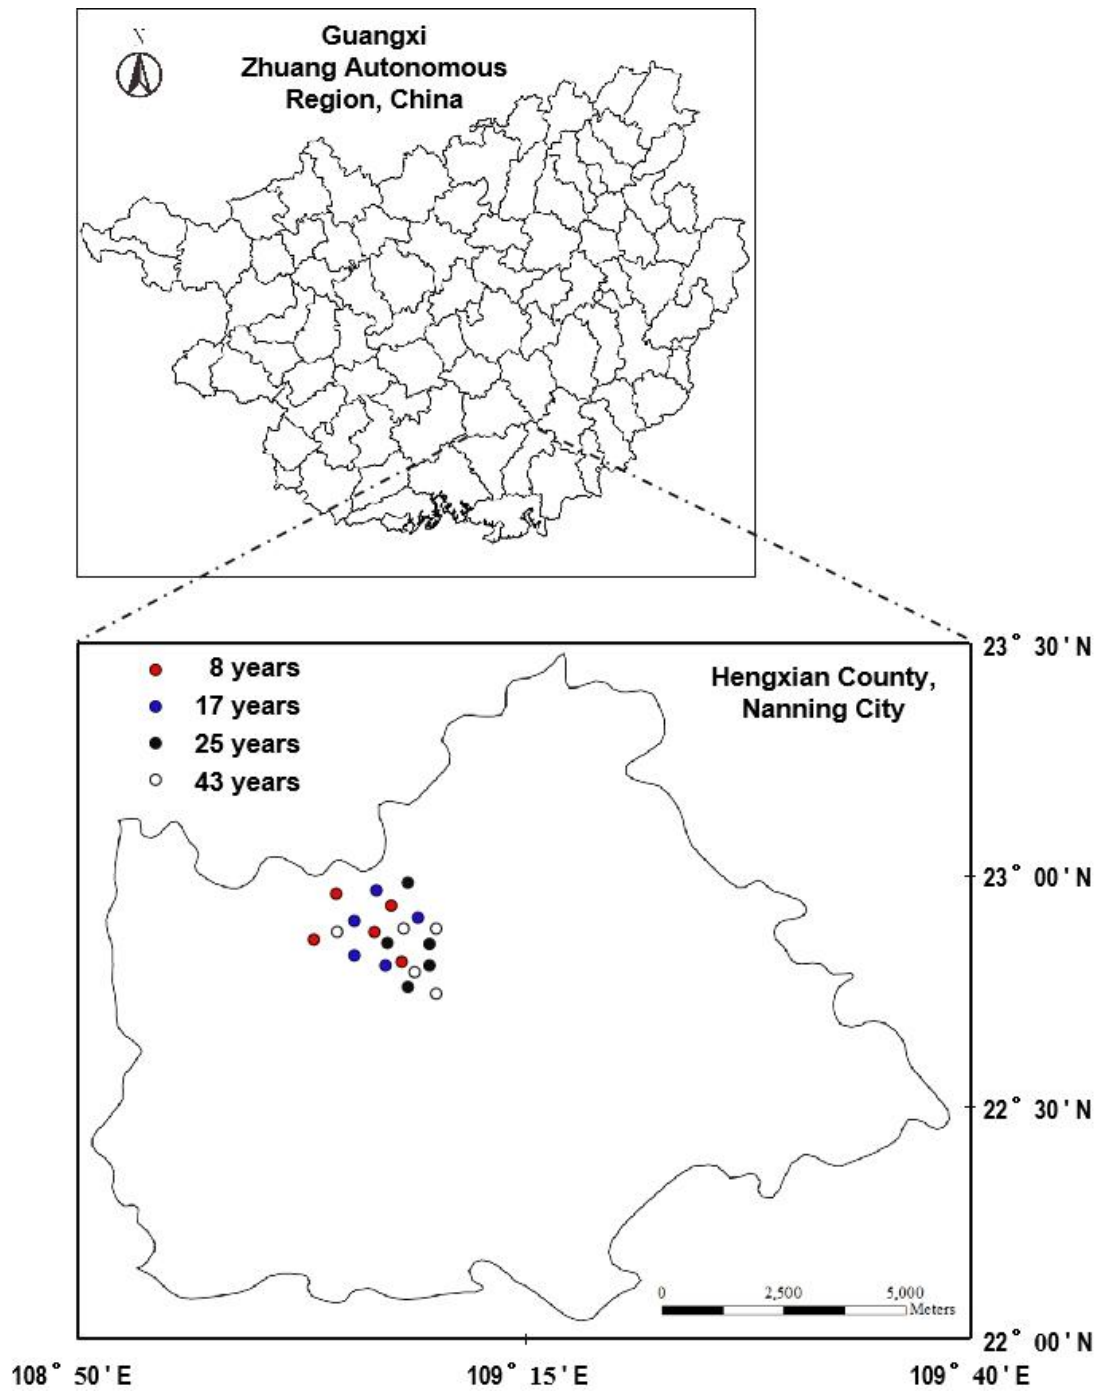 N
Guangxi
Zhuang Autonomous
Region, China
8 years
17 years
25 years
43 years
Hengxian County,
Nanning City
23° 30'N
23° 00'N
22° 30'N
22° 00'N
0 2,500 5,000
Meters
108° 50'E 109° 15'E 109° 40'E